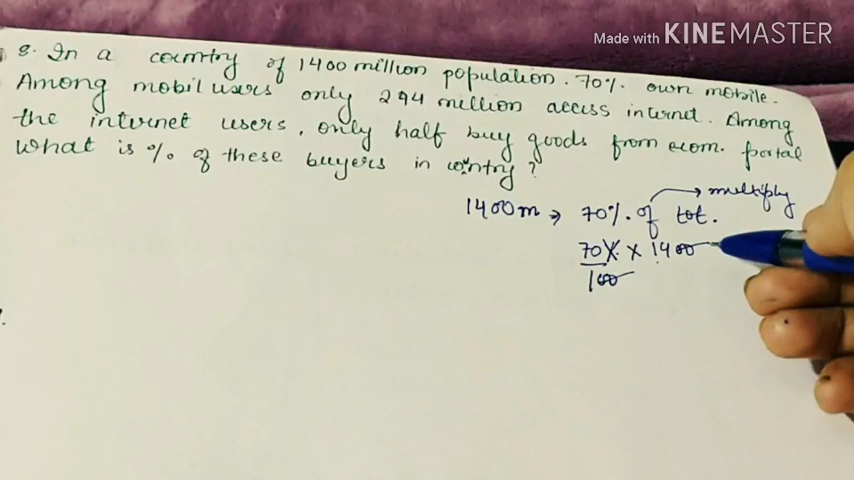 Made with KINEMASTER
8. In a country of 1400 million population. 70% own mobile.
Among mobil users only 294 million access internet. Among
the internet users, only half buy goods from ecom. portal
What is % of these buyers in country?
1400m → 70% of tot. → multiply
70% × 1400
100